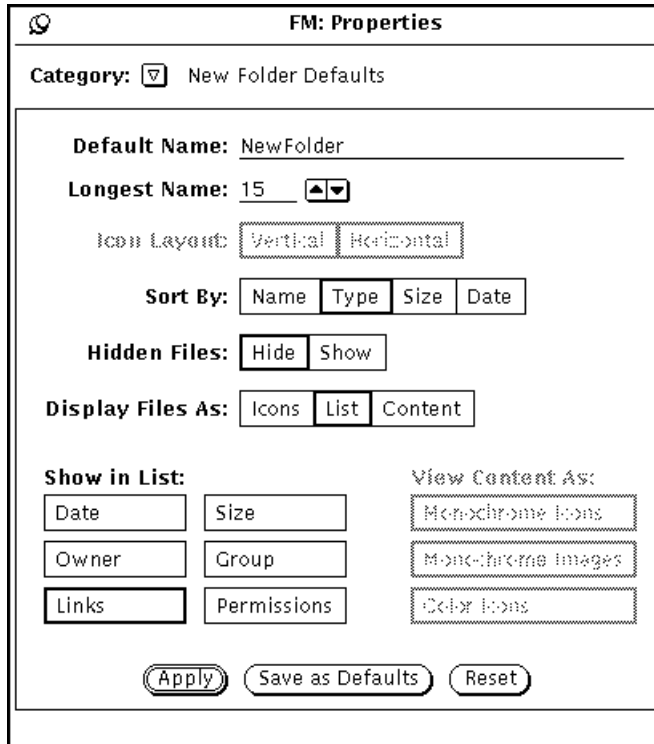 FM: Properties
Category: New Folder Defaults
Default Name: NewFolder
Longest Name: 15
Icon Layout: Vertical Horizontal
Sort By: Name Type Size Date
Hidden Files: Hide Show
Display Files As: Icons List Content
Show in List: View Content As:
Date Size Monochrome Icons
Owner Group Monochrome Images
Links Permissions Color Icons
Apply Save as Defaults Reset